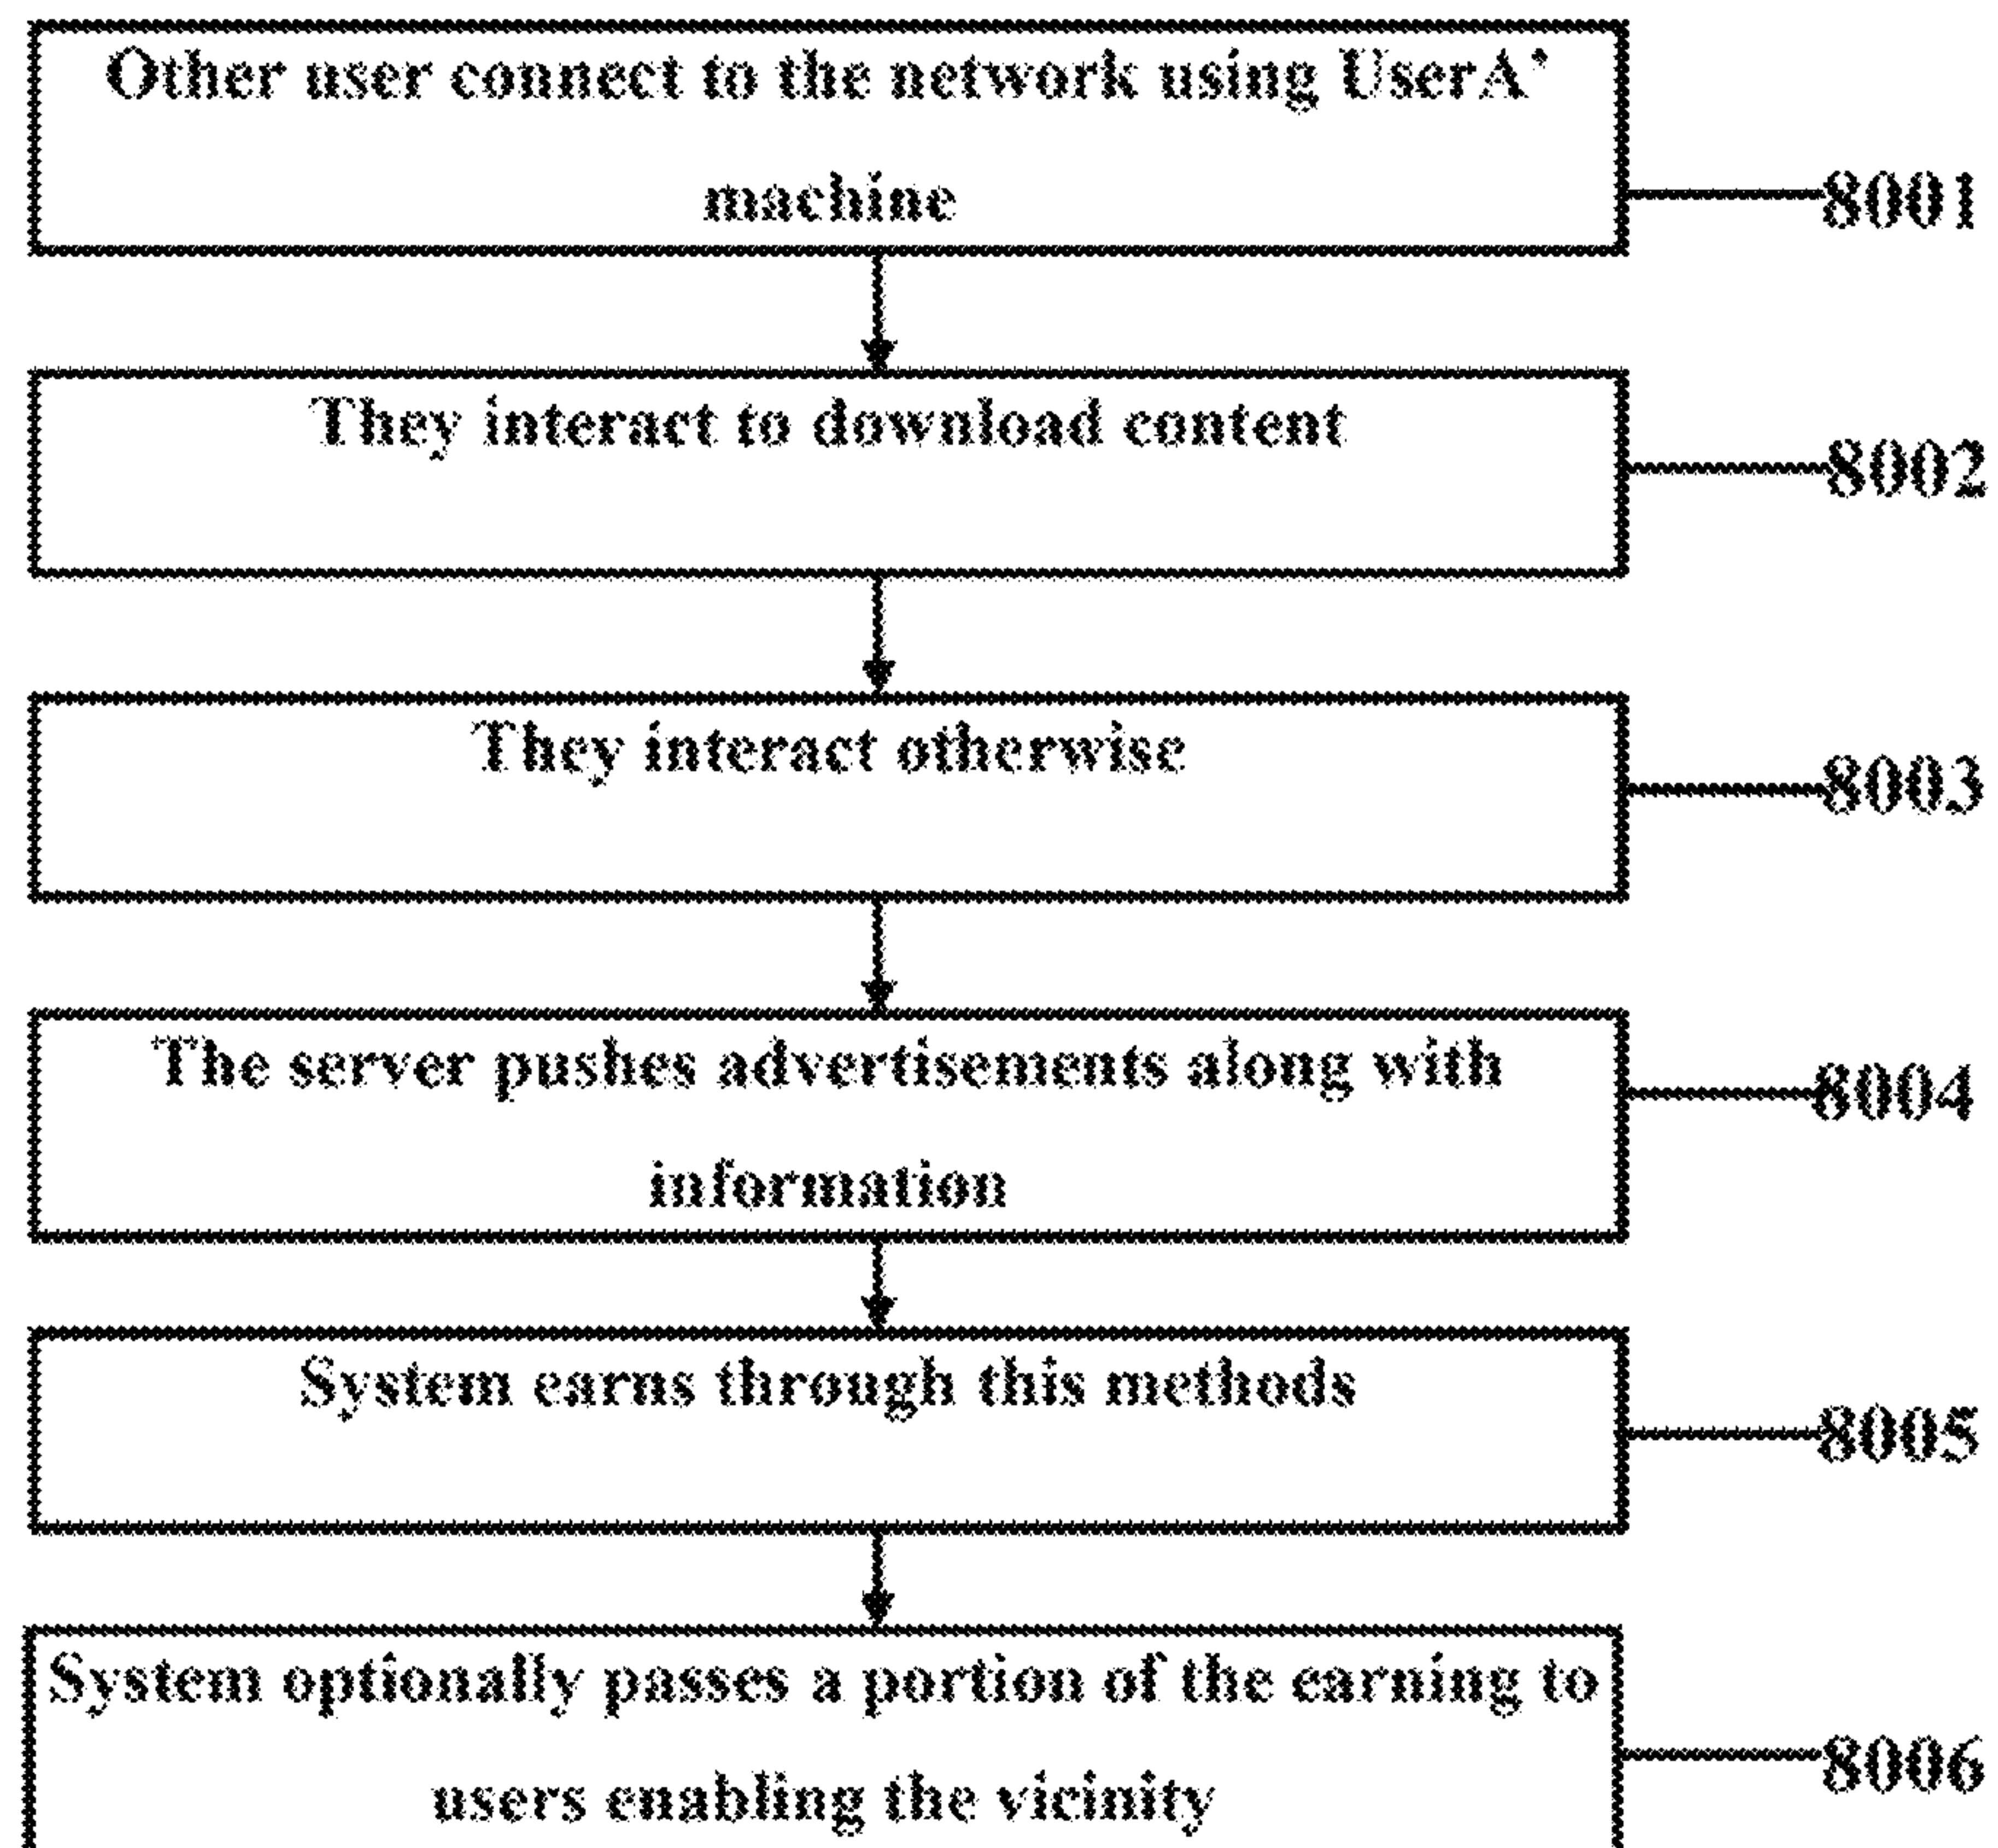 Other user connect to the network using UserA’
machine
8001
They interact to download content
8002
They interact otherwise
8003
The server pushes advertisements along with
information
8004
System earns through this methods
8005
System optionally passes a portion of the earning to
users enabling the vicinity
8006